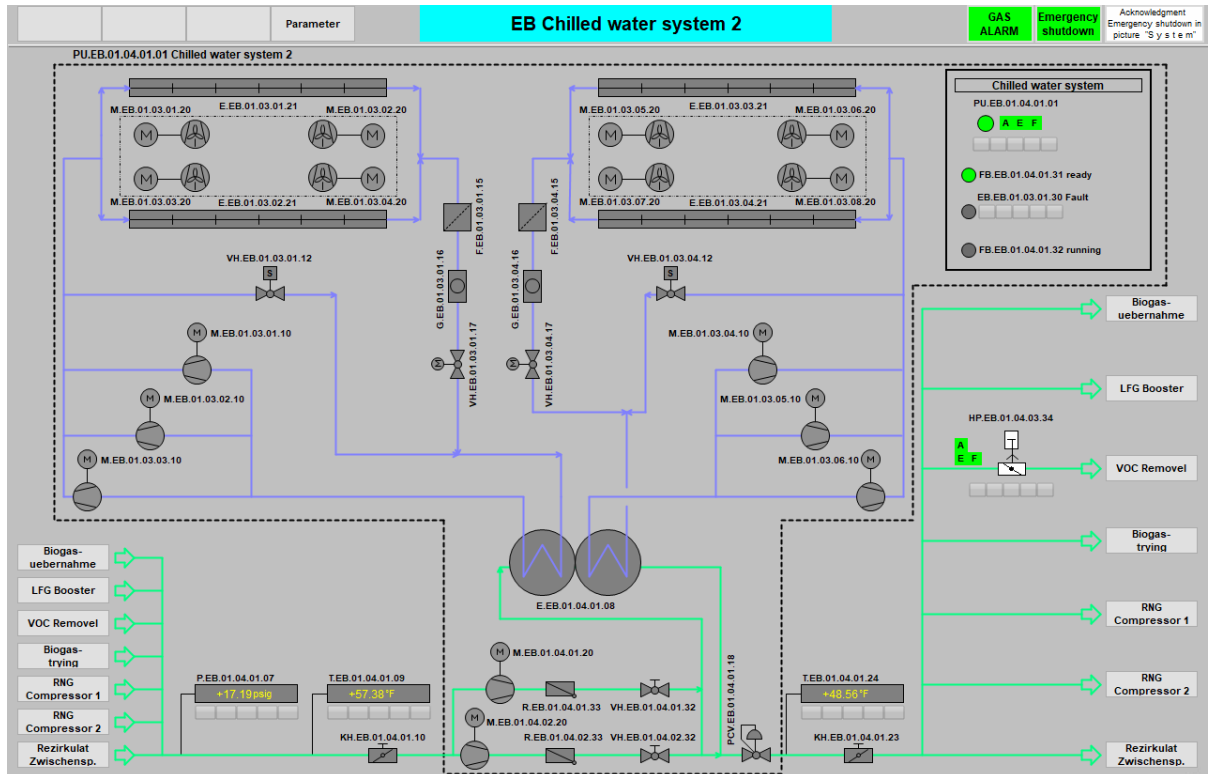 Parameter
EB Chilled water system 2
GAS
ALARM
Emergency
shutdown
Acknowledgment
Emergency shutdown in
picture "S y s t e m"
PU.EB.01.04.01.01 Chilled water system 2
M.EB.01.03.01.20
E.EB.01.03.01.21
M.EB.01.03.02.20
M
M
M
M
M.EB.01.03.03.20
E.EB.01.03.02.21
M.EB.01.03.04.20
M.EB.01.03.05.20
E.EB.01.03.03.21
M.EB.01.03.06.20
M
M
M
M
M.EB.01.03.07.20
E.EB.01.03.04.21
M.EB.01.03.08.20
Chilled water system
PU.EB.01.04.01.01
A E F
FB.EB.01.04.01.31 ready
EB.EB.01.03.01.30 Fault
FB.EB.01.04.01.32 running
F.EB.01.03.01.15
F.EB.01.03.04.15
VH.EB.01.03.01.12
S
G.EB.01.03.01.16
G.EB.01.03.04.16
VH.EB.01.03.04.12
S
M
M.EB.01.03.01.10
VH.EB.01.03.01.17
VH.EB.01.03.04.17
M.EB.01.03.04.10
M
M
M.EB.01.03.02.10
M.EB.01.03.05.10
M
M
M.EB.01.03.03.10
M.EB.01.03.06.10
M
E.EB.01.04.01.08
Biogas-
uebernahme
LFG Booster
HP.EB.01.04.03.34
A
E F
VOC Removel
Biogas-
trying
RNG
Compressor 1
RNG
Compressor 2
Rezirkulat
Zwischensp.
Biogas-
uebernahme
LFG Booster
VOC Removel
Biogas-
trying
RNG
Compressor 1
RNG
Compressor 2
Rezirkulat
Zwischensp.
P.EB.01.04.01.07
+17.19psig
T.EB.01.04.01.09
+57.38°F
KH.EB.01.04.01.10
M
M.EB.01.04.01.20
R.EB.01.04.01.33
VH.EB.01.04.01.32
M
M.EB.01.04.02.20
R.EB.01.04.02.33
VH.EB.01.04.02.32
PCV.EB.01.04.01.18
T.EB.01.04.01.24
+48.56°F
KH.EB.01.04.01.23